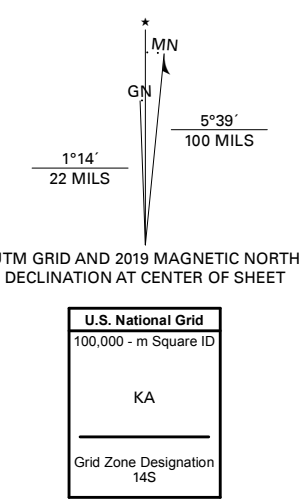 ★
MN
GN
5°39´
100 MILS
1°14´
22 MILS
UTM GRID AND 2019 MAGNETIC NORTH
DECLINATION AT CENTER OF SHEET
U.S. National Grid
100,000 - m Square ID
KA
Grid Zone Designation
14S